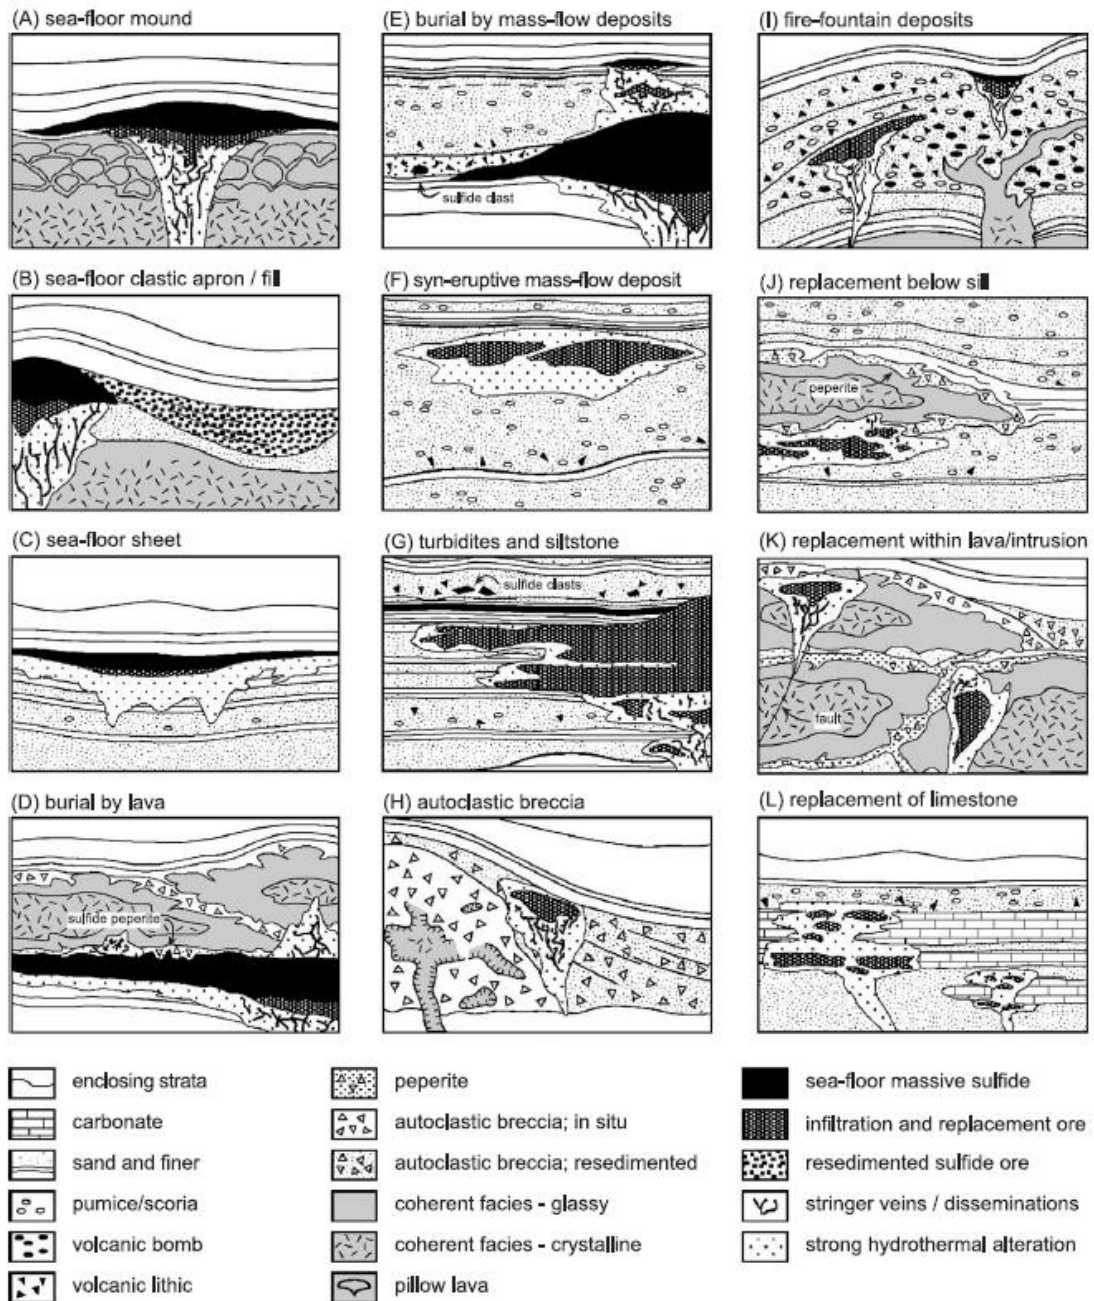 (A) sea-floor mound
(B) sea-floor clastic apron / fill
(C) sea-floor sheet
(D) burial by lava
sulfide peperite
(E) burial by mass-flow deposits
sulfide clast
(F) syn-eruptive mass-flow deposit
(G) turbidites and siltstone
sulfide clasts
(H) autoclastic breccia
(I) fire-fountain deposits
(J) replacement below sill
peperite
(K) replacement within lava/intrusion
fault
(L) replacement of limestone
enclosing strata
carbonate
sand and finer
pumice/scoria
volcanic bomb
volcanic lithic
peperite
autoclastic breccia; in situ
autoclastic breccia; resedimented
coherent facies - glassy
coherent facies - crystalline
pillow lava
sea-floor massive sulfide
infiltration and replacement ore
resedimented sulfide ore
stringer veins / disseminations
strong hydrothermal alteration